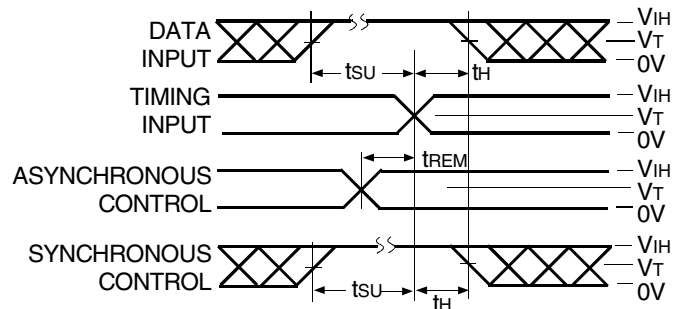 DATA
INPUT
tSU
tH
VIH
VT
0V
TIMING
INPUT
VIH
VT
0V
tREM
ASYNCHRONOUS
CONTROL
VIH
VT
0V
SYNCHRONOUS
CONTROL
tSU
tH
VIH
VT
0V